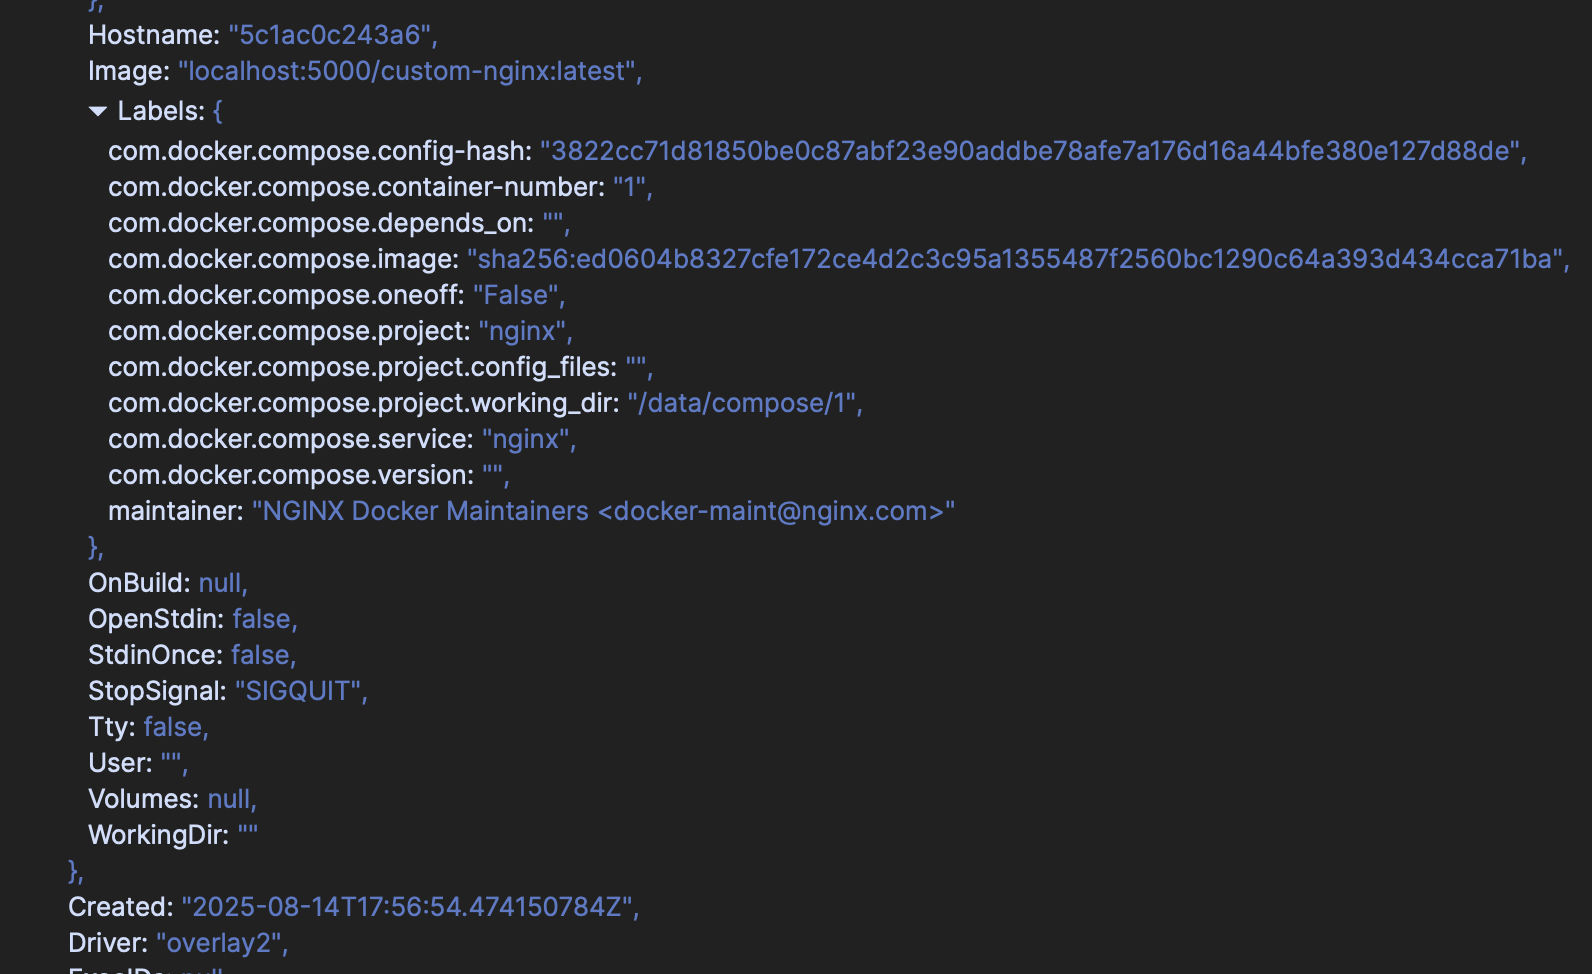 },
Hostname: "5c1ac0c243a6",
Image: "localhost:5000/custom-nginx:latest",
Labels: {
com.docker.compose.config-hash: "3822cc71d81850be0c87abf23e90addbe78afe7a176d16a44bfe380e127d88de",
com.docker.compose.container-number: "1",
com.docker.compose.depends_on: "",
com.docker.compose.image: "sha256:ed0604b8327cfe172ce4d2c3c95a1355487f2560bc1290c64a393d434cca71ba",
com.docker.compose.oneoff: "False",
com.docker.compose.project: "nginx",
com.docker.compose.project.config_files: "",
com.docker.compose.project.working_dir: "/data/compose/1",
com.docker.compose.service: "nginx",
com.docker.compose.version: "",
maintainer: "NGINX Docker Maintainers <docker-maint@nginx.com>"
},
OnBuild: null,
OpenStdin: false,
StdinOnce: false,
StopSignal: "SIGQUIT",
Tty: false,
User: "",
Volumes: null,
WorkingDir: ""
},
Created: "2025-08-14T17:56:54.474150784Z",
Driver: "overlay2",